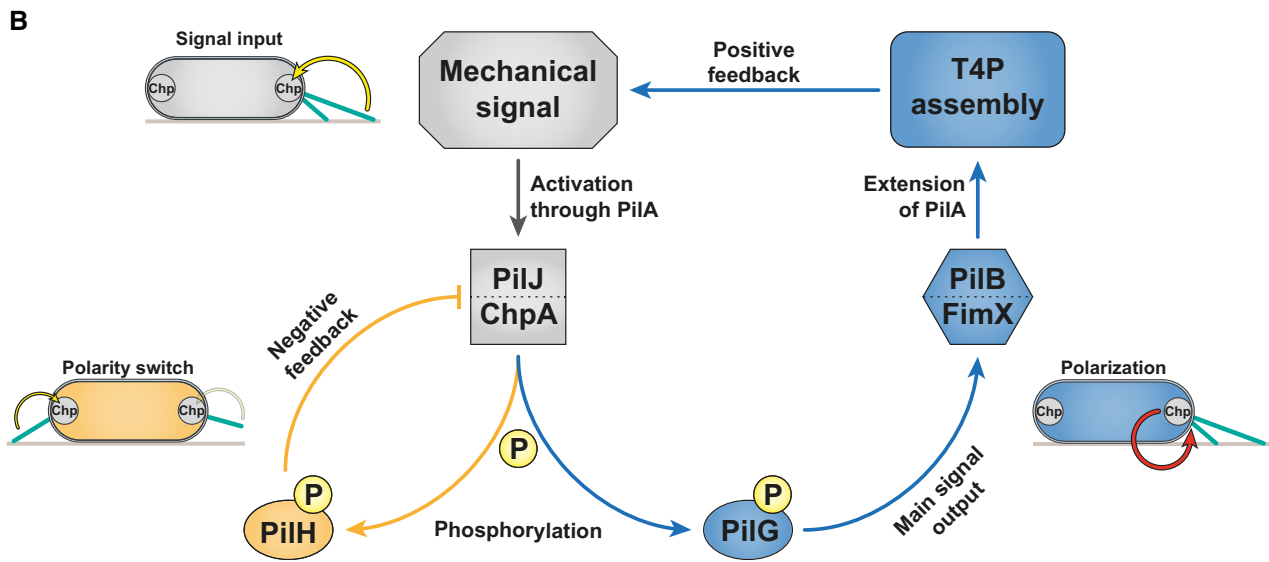 B
Signal input
Chp
Chp
Mechanical
signal
Positive
feedback
T4P
assembly
Activation
through PilA
Extension
of PilA
PilJ
ChpA
PilB
FimX
Negative
feedback
Polarity switch
Chp
Chp
Polarization
Chp
Chp
P
P
PilH
Phosphorylation
P
PilG
Main signal
output